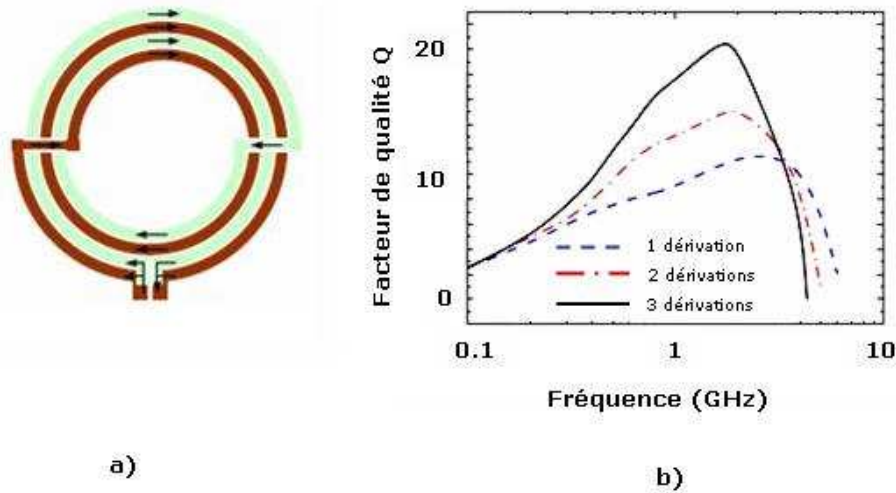 20
10
0
Facteur de qualité Q
1 dérivation
2 dérivations
3 dérivations
0.1
1
10
Fréquence (GHz)
a)
b)